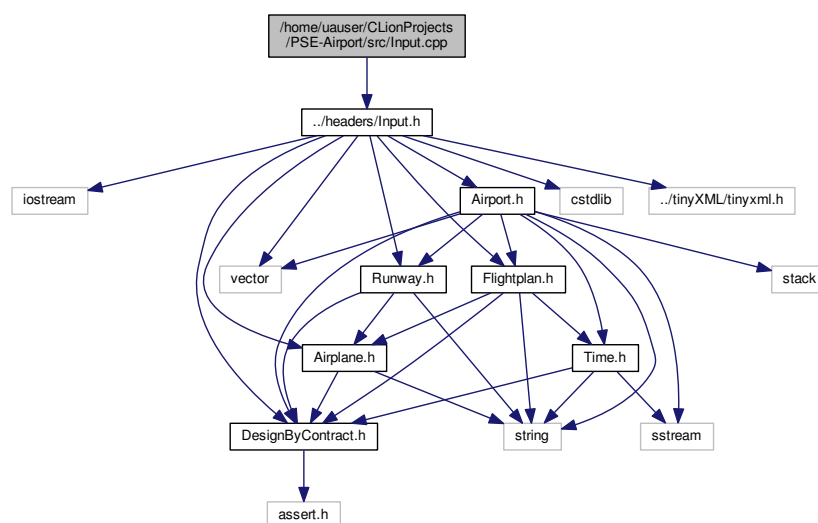 /home/uauser/CLionProjects
/PSE-Airport/src/Input.cpp
../headers/Input.h
iostream
Airport.h
cstdlib
../tinyXML/tinyxml.h
vector
Runway.h
Flightplan.h
stack
Airplane.h
Time.h
DesignByContract.h
string
sstream
assert.h